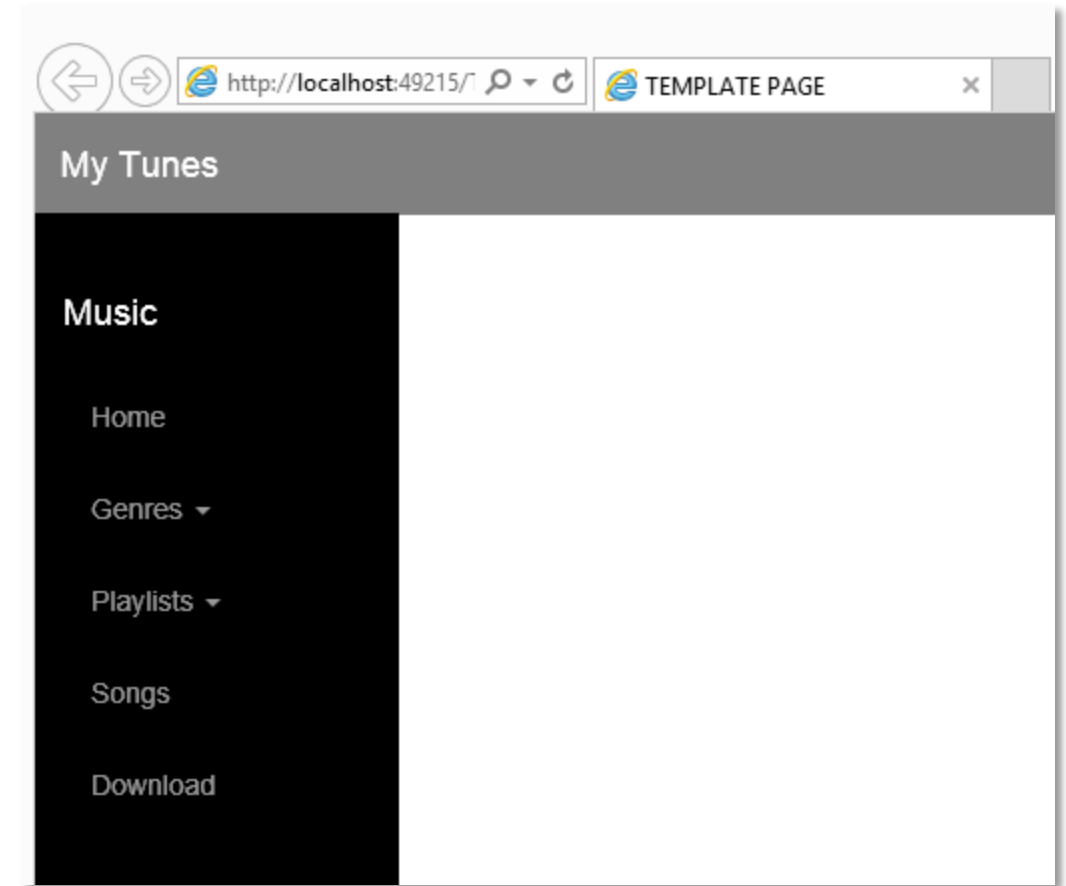 http://localhost:49215/
TEMPLATE PAGE
My Tunes
Music
Home
Genres
Playlists
Songs
Download